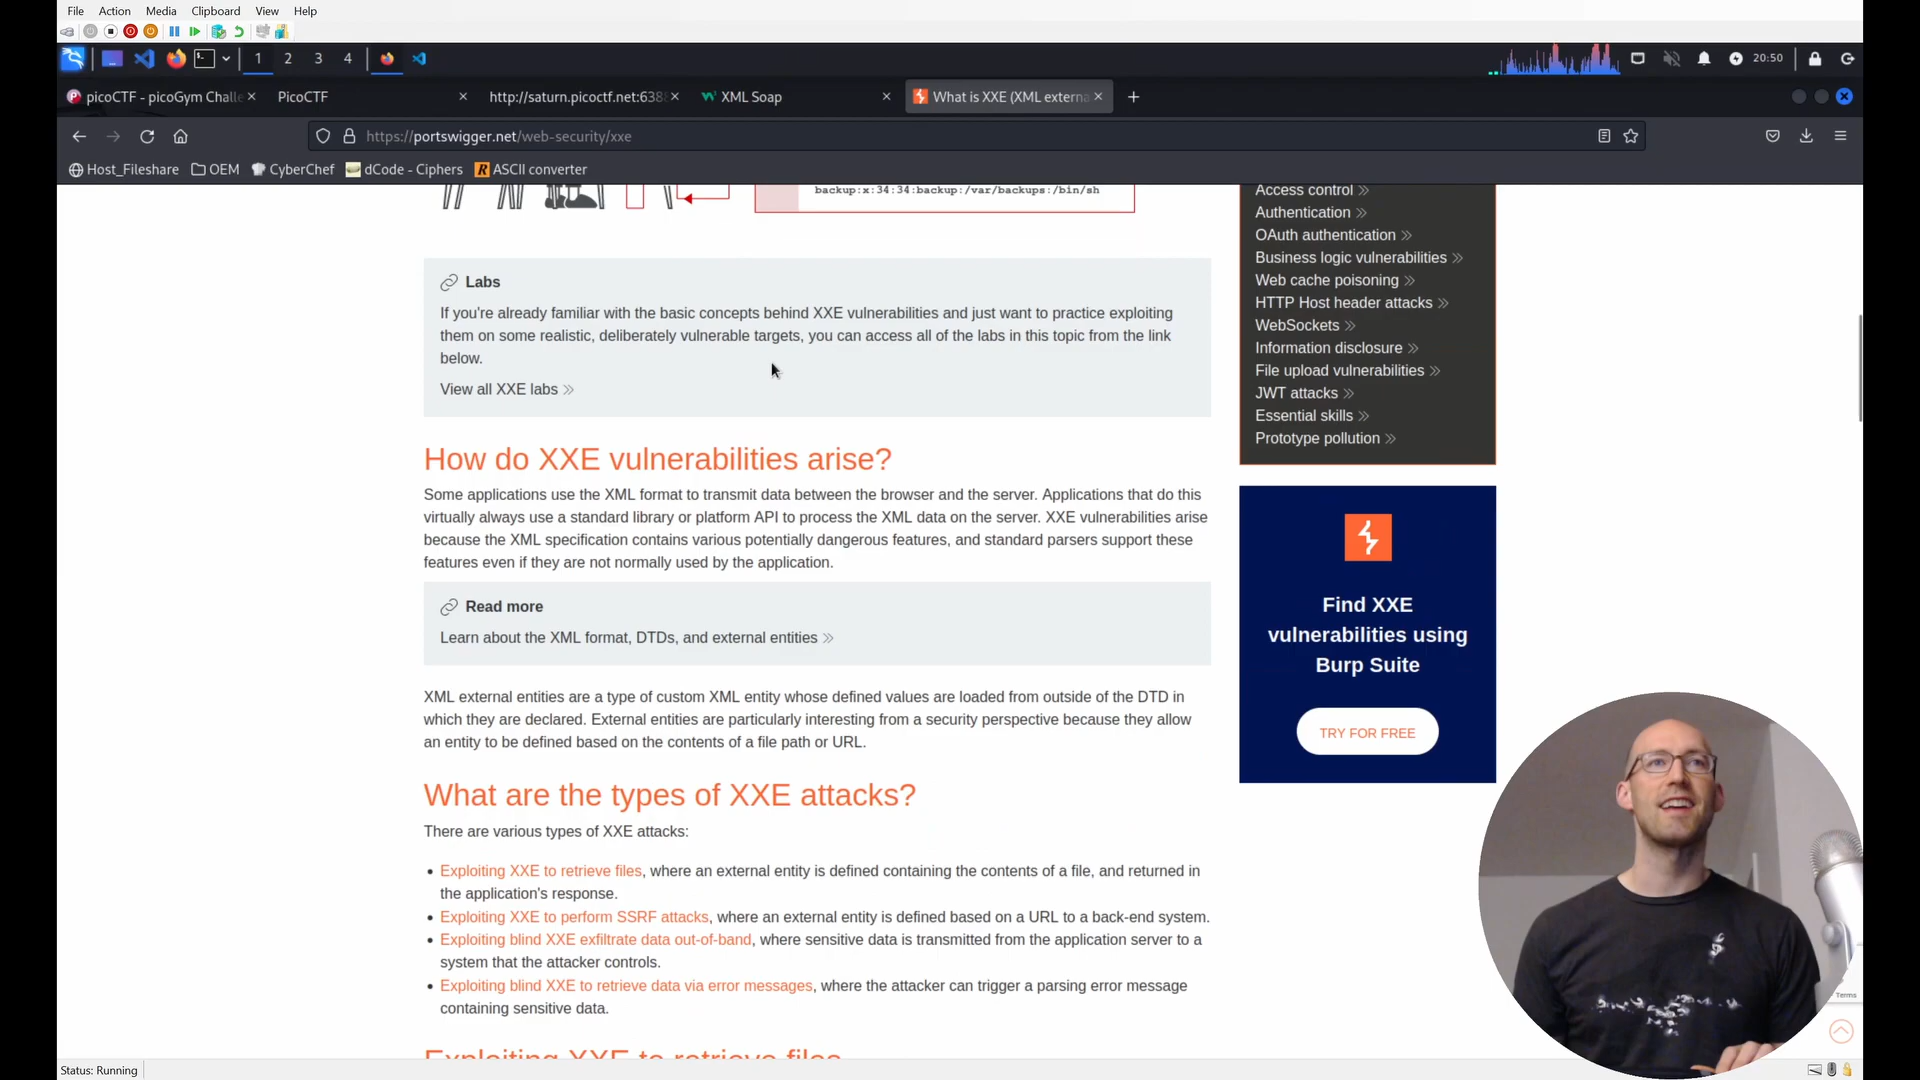 File Action Media Clipboard View Help
1 2 3 4 20:50
picoCTF - picoGym Challe PicoCTF http://saturn.picoctf.net:638 XML Soap What is XXE (XML externa
https://portswigger.net/web-security/xxe
Host_Fileshare OEM CyberChef dCode - Ciphers ASCII converter
backup:x:34:34:backup:/var/backups:/bin/sh
Labs
If you're already familiar with the basic concepts behind XXE vulnerabilities and just want to practice exploiting
them on some realistic, deliberately vulnerable targets, you can access all of the labs in this topic from the link
below.
View all XXE labs
How do XXE vulnerabilities arise?
Some applications use the XML format to transmit data between the browser and the server. Applications that do this
virtually always use a standard library or platform API to process the XML data on the server. XXE vulnerabilities arise
because the XML specification contains various potentially dangerous features, and standard parsers support these
features even if they are not normally used by the application.
Read more
Learn about the XML format, DTDs, and external entities
XML external entities are a type of custom XML entity whose defined values are loaded from outside of the DTD in
which they are declared. External entities are particularly interesting from a security perspective because they allow
an entity to be defined based on the contents of a file path or URL.
What are the types of XXE attacks?
There are various types of XXE attacks:
• Exploiting XXE to retrieve files, where an external entity is defined containing the contents of a file, and returned in
the application's response.
• Exploiting XXE to perform SSRF attacks, where an external entity is defined based on a URL to a back-end system.
• Exploiting blind XXE exfiltrate data out-of-band, where sensitive data is transmitted from the application server to a
system that the attacker controls.
• Exploiting blind XXE to retrieve data via error messages, where the attacker can trigger a parsing error message
containing sensitive data.
Exploiting XXE to retrieve files
Access control
Authentication
OAuth authentication
Business logic vulnerabilities
Web cache poisoning
HTTP Host header attacks
WebSockets
Information disclosure
File upload vulnerabilities
JWT attacks
Essential skills
Prototype pollution
Find XXE
vulnerabilities using
Burp Suite
TRY FOR FREE
Terms
Status: Running